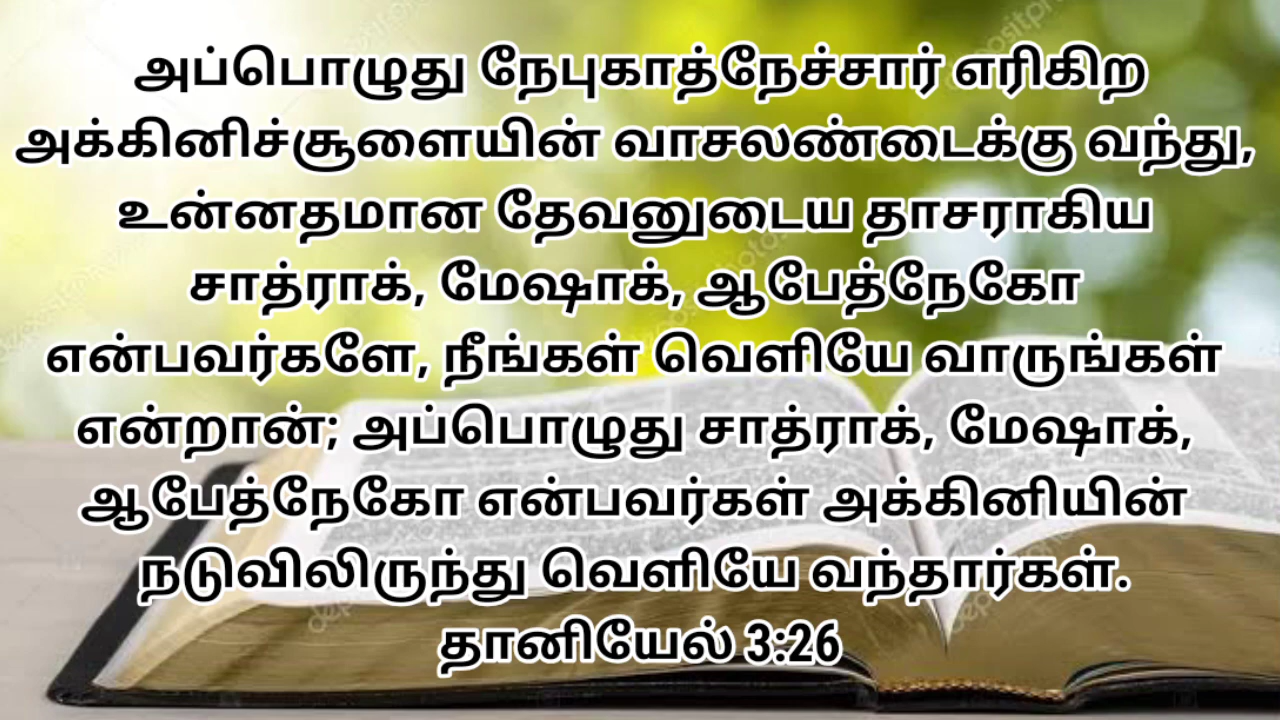 அப்பொழுது நேபுகாத்நேச்சார் எரிகிற
அக்கினிச்சூளையின் வாசலண்டைக்கு வந்து,
உன்னதமான தேவனுடைய தாசராகிய
சாத்ராக், மேஷாக், ஆபேத்நேகோ
என்பவர்களே, நீங்கள் வெளியே வாருங்கள்
என்றான்; அப்பொழுது சாத்ராக், மேஷாக்,
ஆபேத்நேகோ என்பவர்கள் அக்கினியின்
நடுவிலிருந்து வெளியே வந்தார்கள்.
தானியேல் 3:26